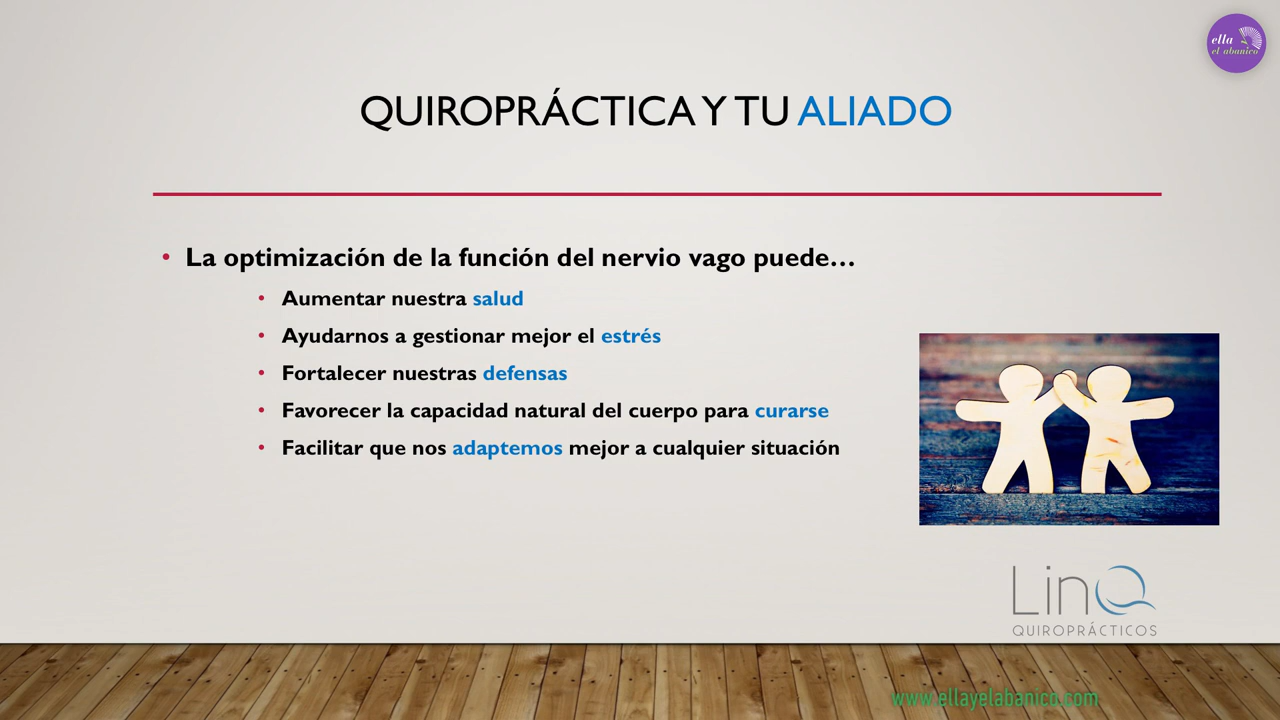 ella
el abanico
QUIROPRÁCTICA Y TU ALIADO
• La optimización de la función del nervio vago puede…
• Aumentar nuestra salud
• Ayudarnos a gestionar mejor el estrés
• Fortalecer nuestras defensas
• Favorecer la capacidad natural del cuerpo para curarse
• Facilitar que nos adaptemos mejor a cualquier situación
LinQ
QUIROPRÁCTICOS
www.ellayelabanico.com